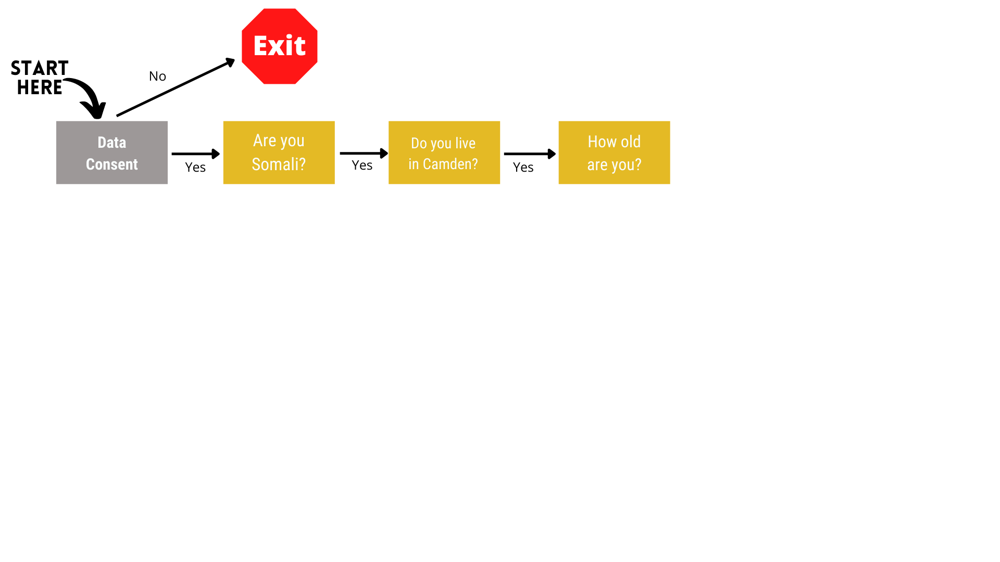 START
HERE
No
Exit
Data
Consent
Yes
Are you
Somali?
Yes
Do you live
in Camden?
Yes
How old
are you?